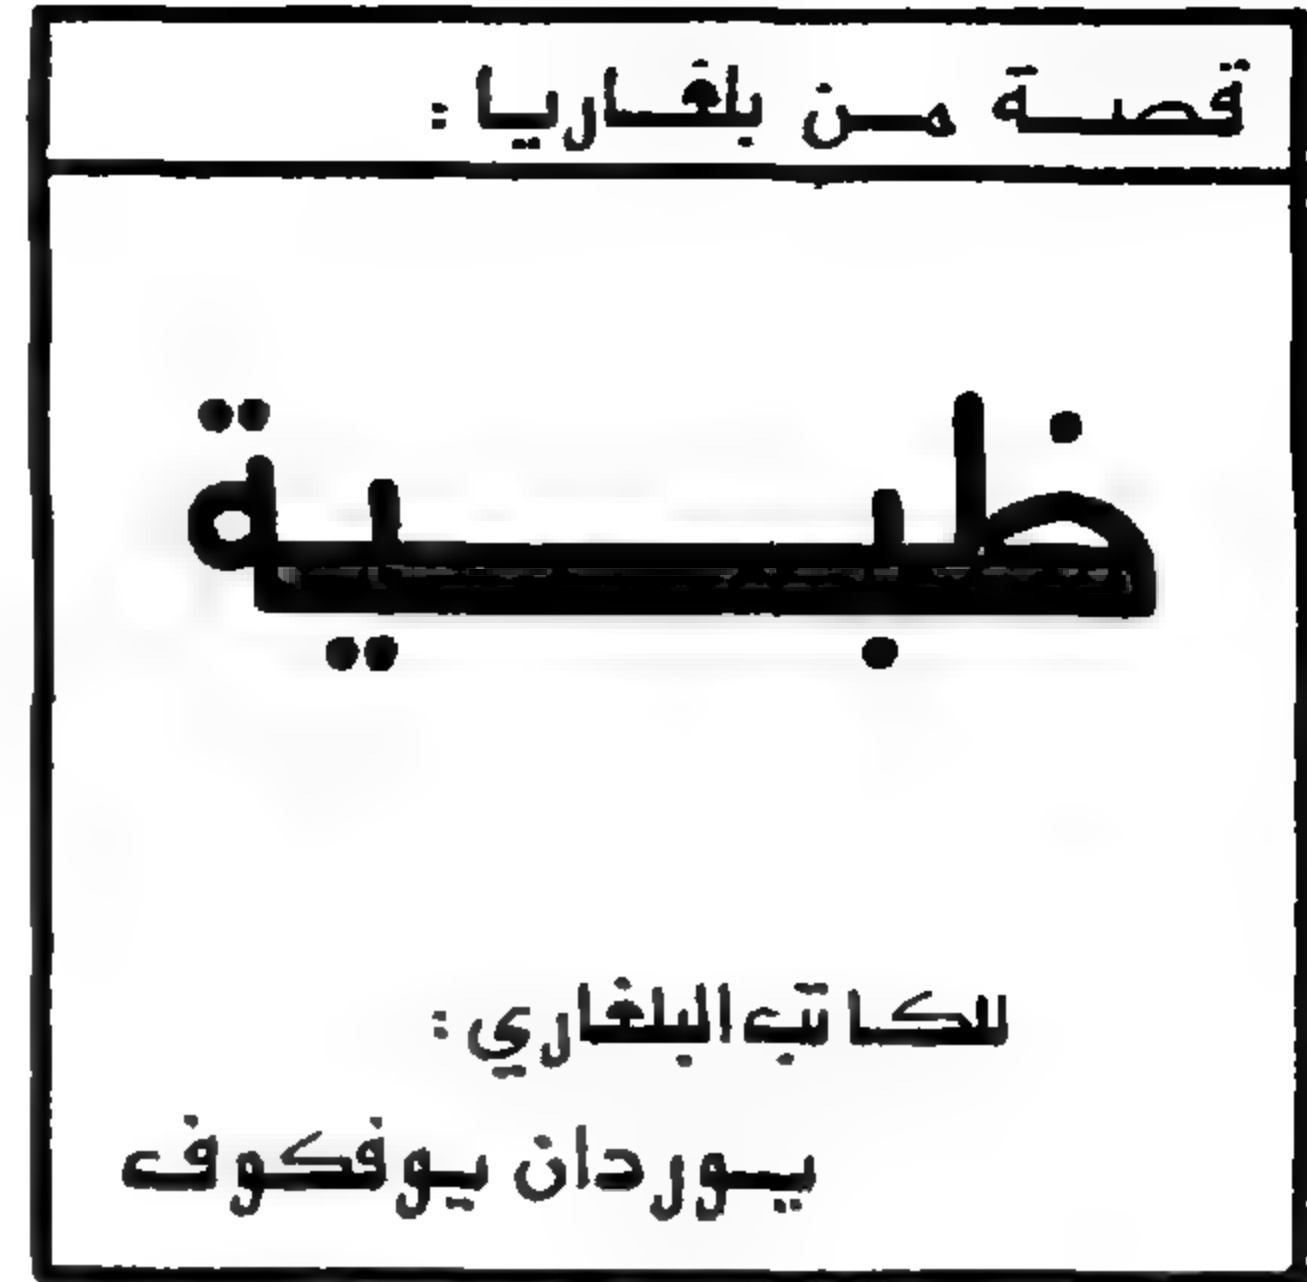 قصة من بلغاريا :
ظبية
للكاتب البلغاري :
يوردان يوفكوف